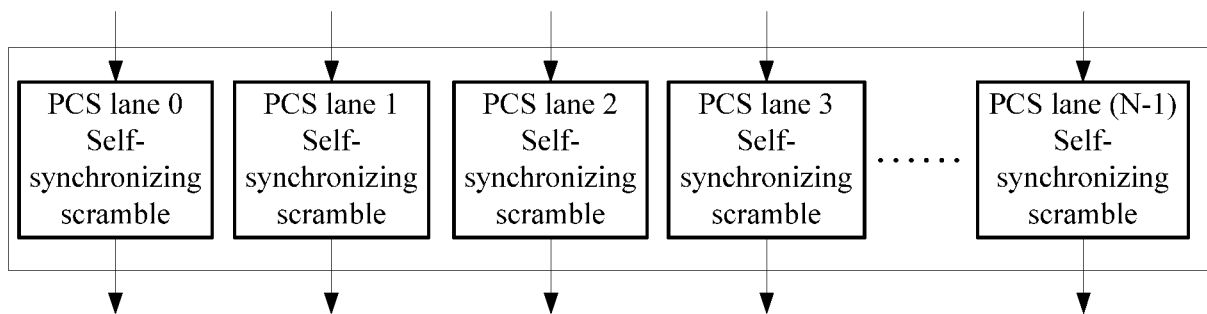 PCS lane 0
Self-
synchronizing
scramble
PCS lane 1
Self-
synchronizing
scramble
PCS lane 2
Self-
synchronizing
scramble
PCS lane 3
Self-
synchronizing
scramble
......
PCS lane (N-1)
Self-
synchronizing
scramble